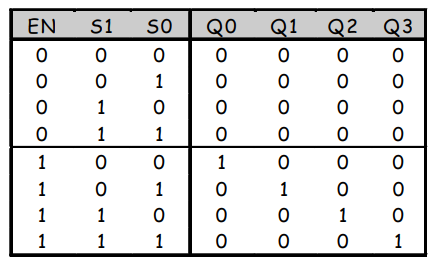 EN S1 S0 Q0 Q1 Q2 Q3
0 0 0 0 0 0 0
0 0 1 0 0 0 0
0 1 0 0 0 0 0
0 1 1 0 0 0 0
1 0 0 1 0 0 0
1 0 1 0 1 0 0
1 1 0 0 0 1 0
1 1 1 0 0 0 1